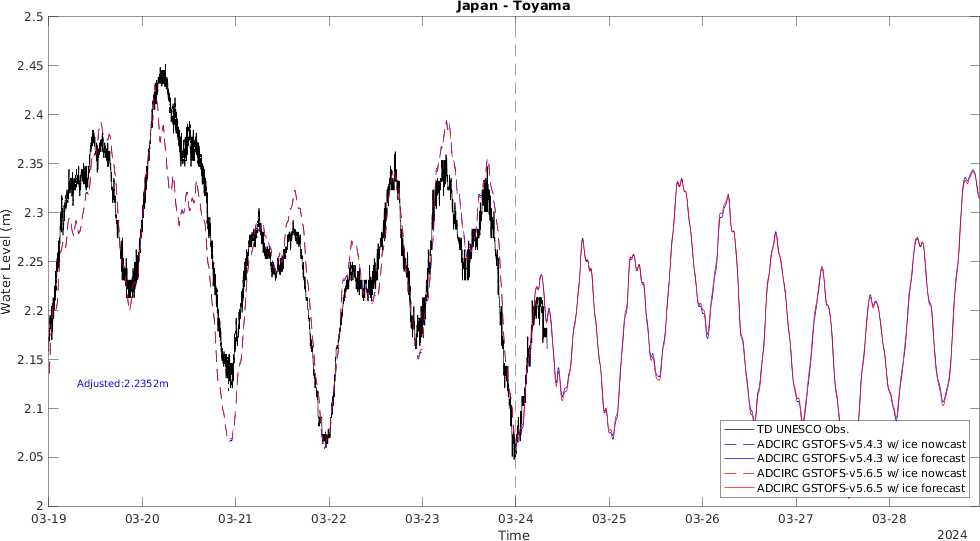 Japan - Toyama
2.5
2.45
2.4
2.35
2.3
2.25
2.2
2.15
2.1
2.05
2
Water Level (m)
Adjusted:2.2352m
TD UNESCO Obs.
ADCIRC GSTOFS-v5.4.3 w/ ice nowcast
ADCIRC GSTOFS-v5.4.3 w/ ice forecast
ADCIRC GSTOFS-v5.6.5 w/ ice nowcast
ADCIRC GSTOFS-v5.6.5 w/ ice forecast
03-19 03-20 03-21 03-22 03-23 03-24 03-25 03-26 03-27 03-28
Time
2024